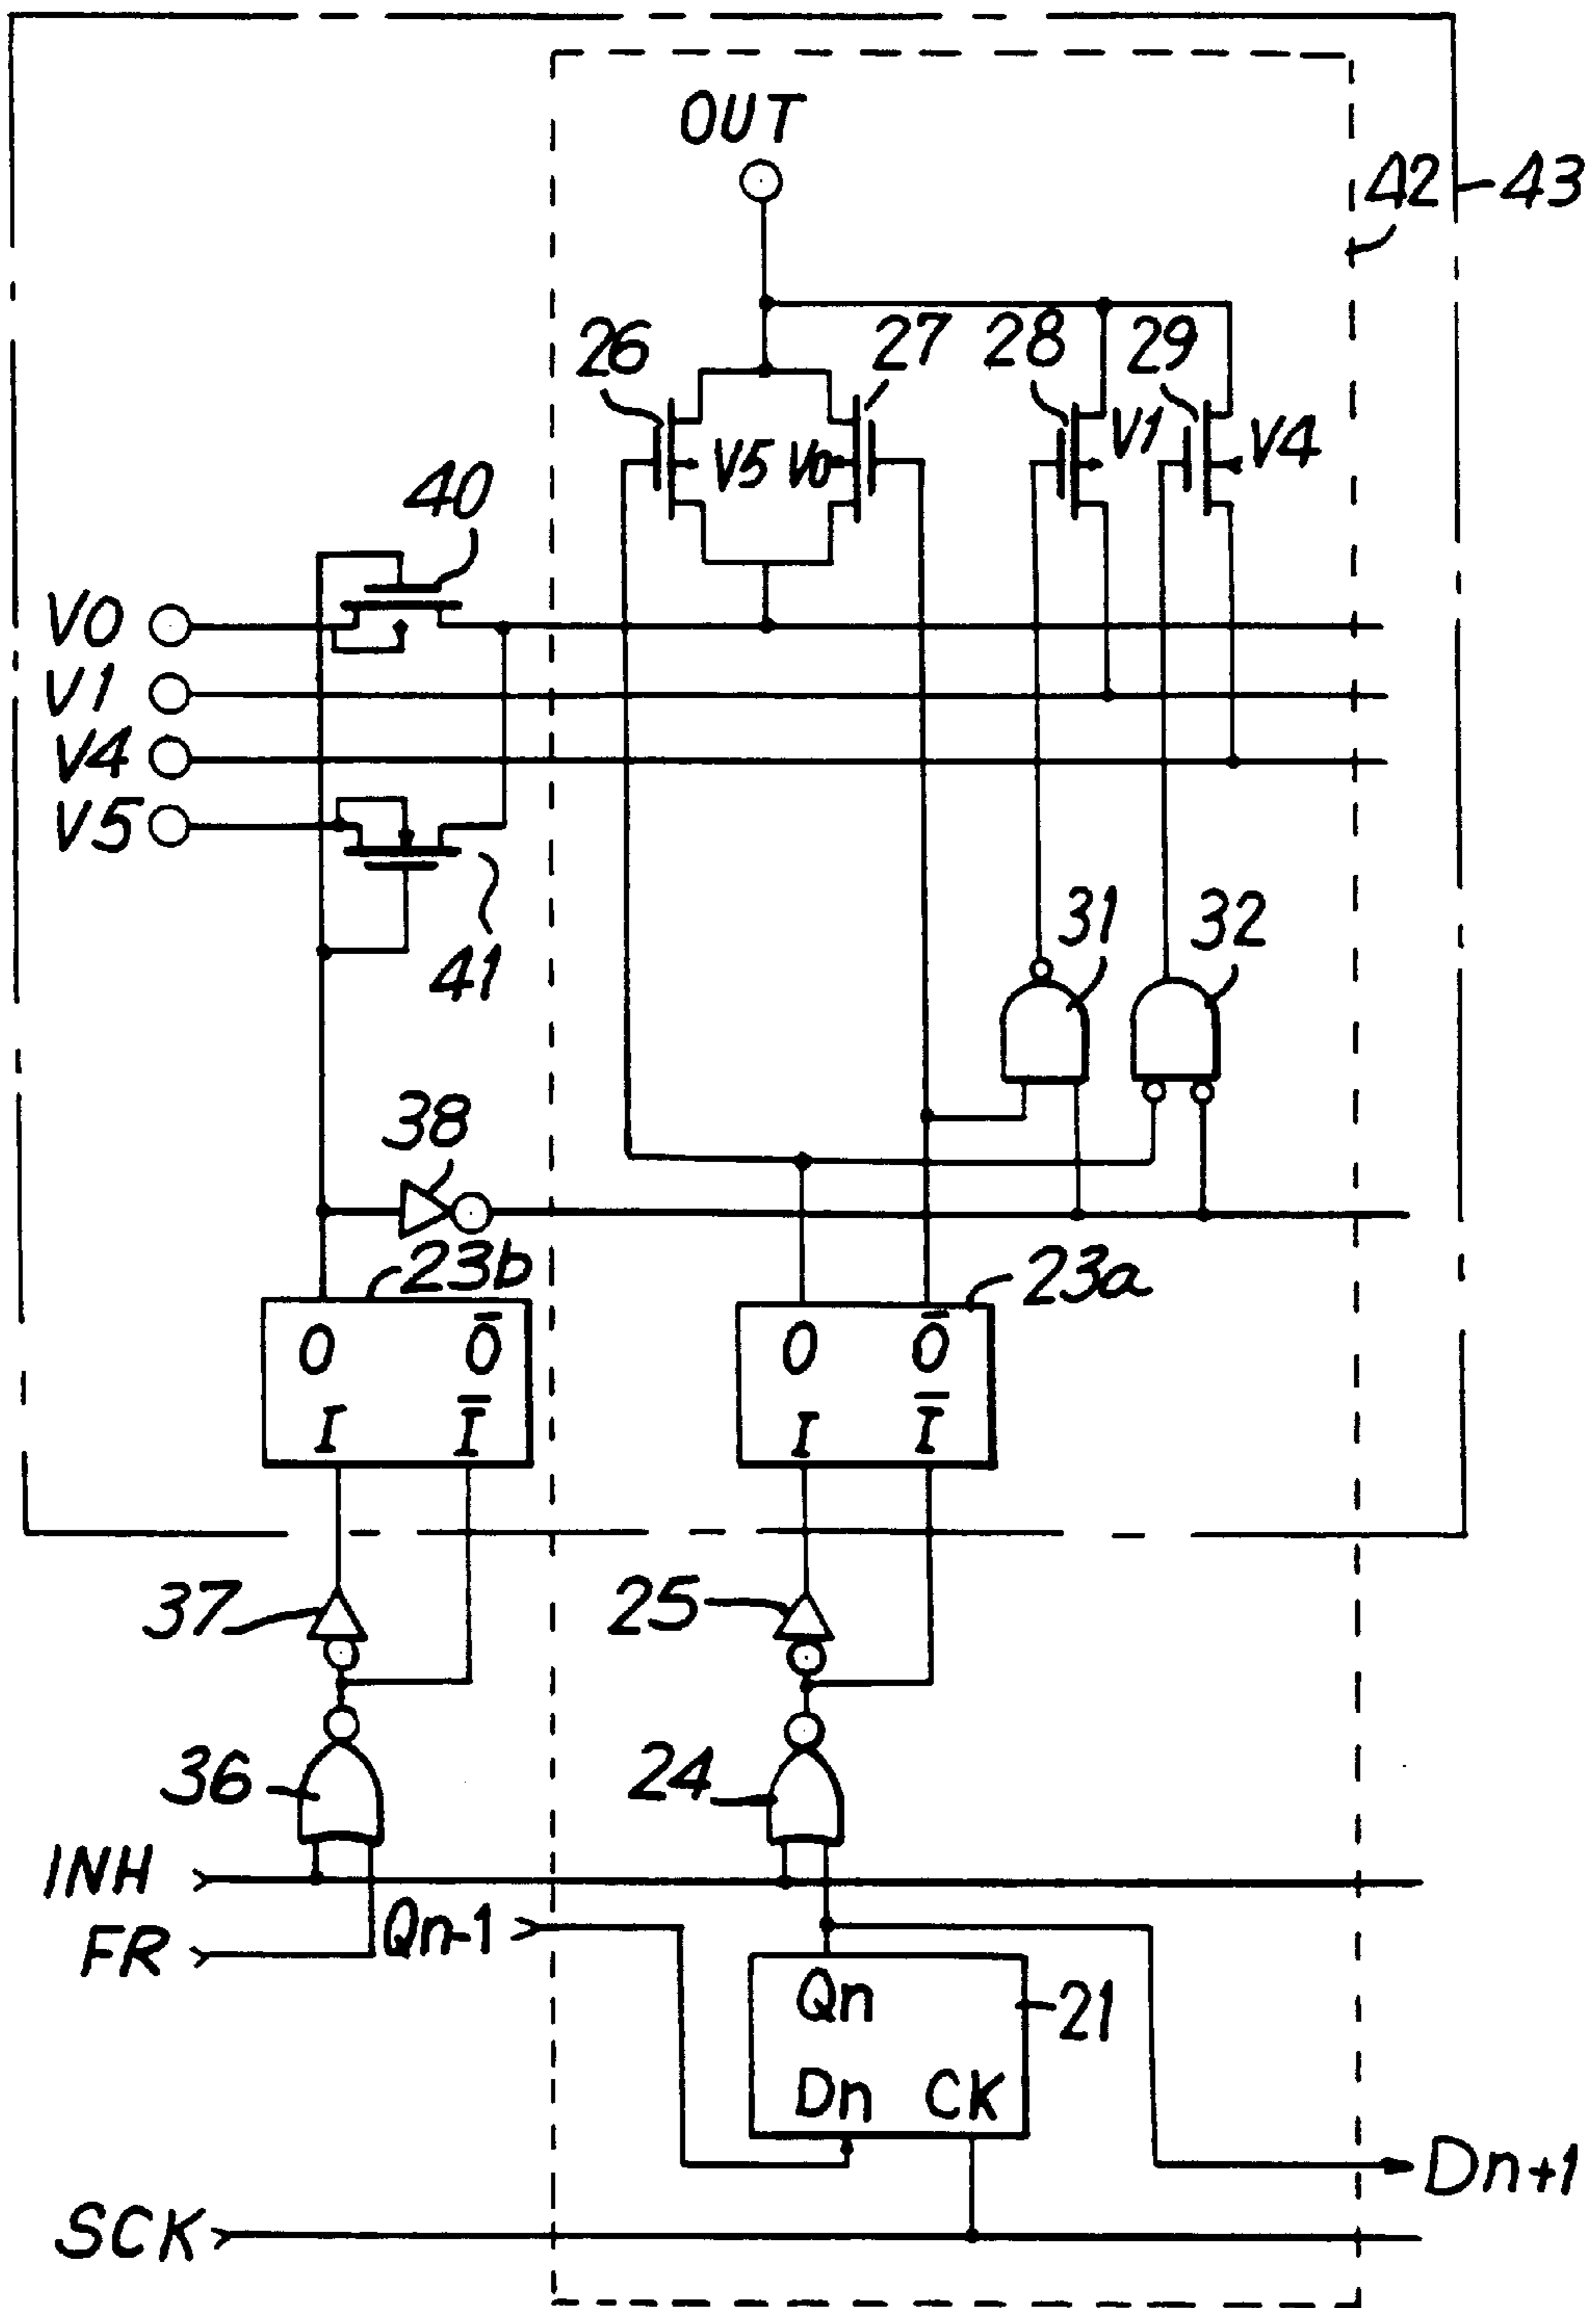 OUT
42
43
26
27
28
29
V5
V0
V1
V4
40
V0
V1
V4
V5
41
31
32
38
23b
23a
O
O̅
O
O̅
I
I̅
I
I̅
37
25
36
24
INH
FR
Qn-1
Qn
21
Dn
CK
Dn+1
SCK